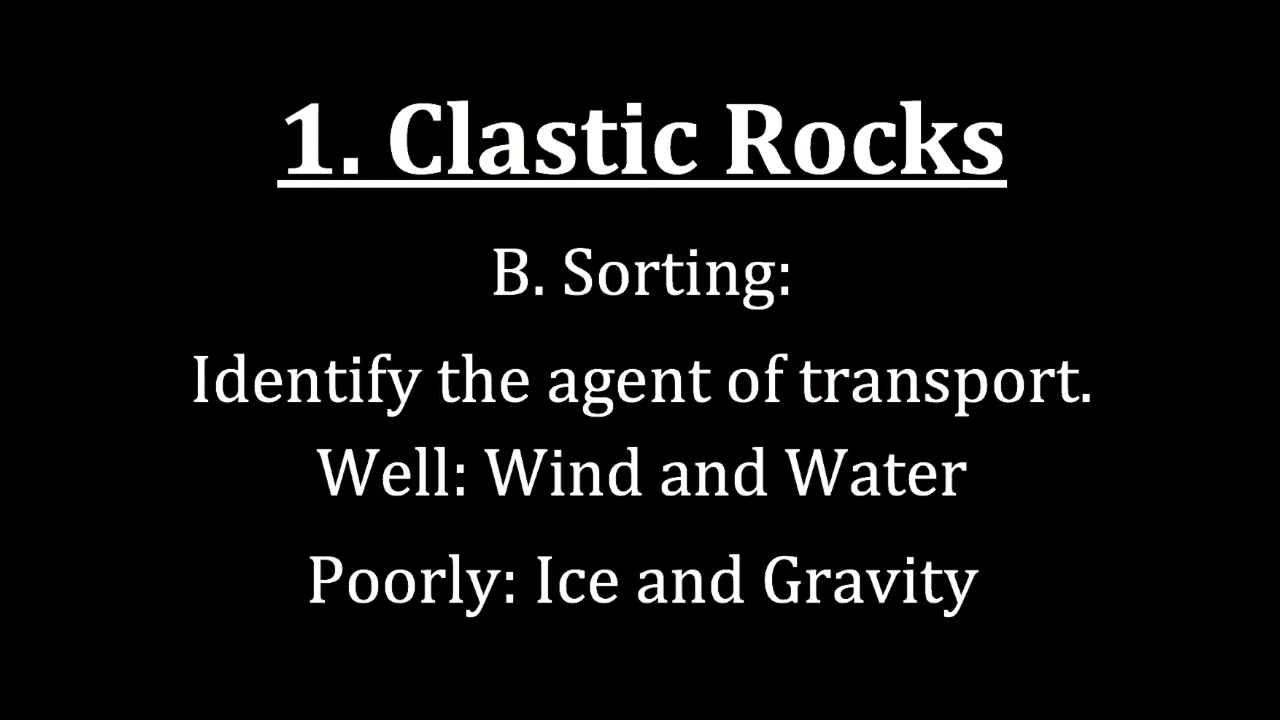 1. Clastic Rocks
B. Sorting:
Identify the agent of transport.
Well: Wind and Water
Poorly: Ice and Gravity